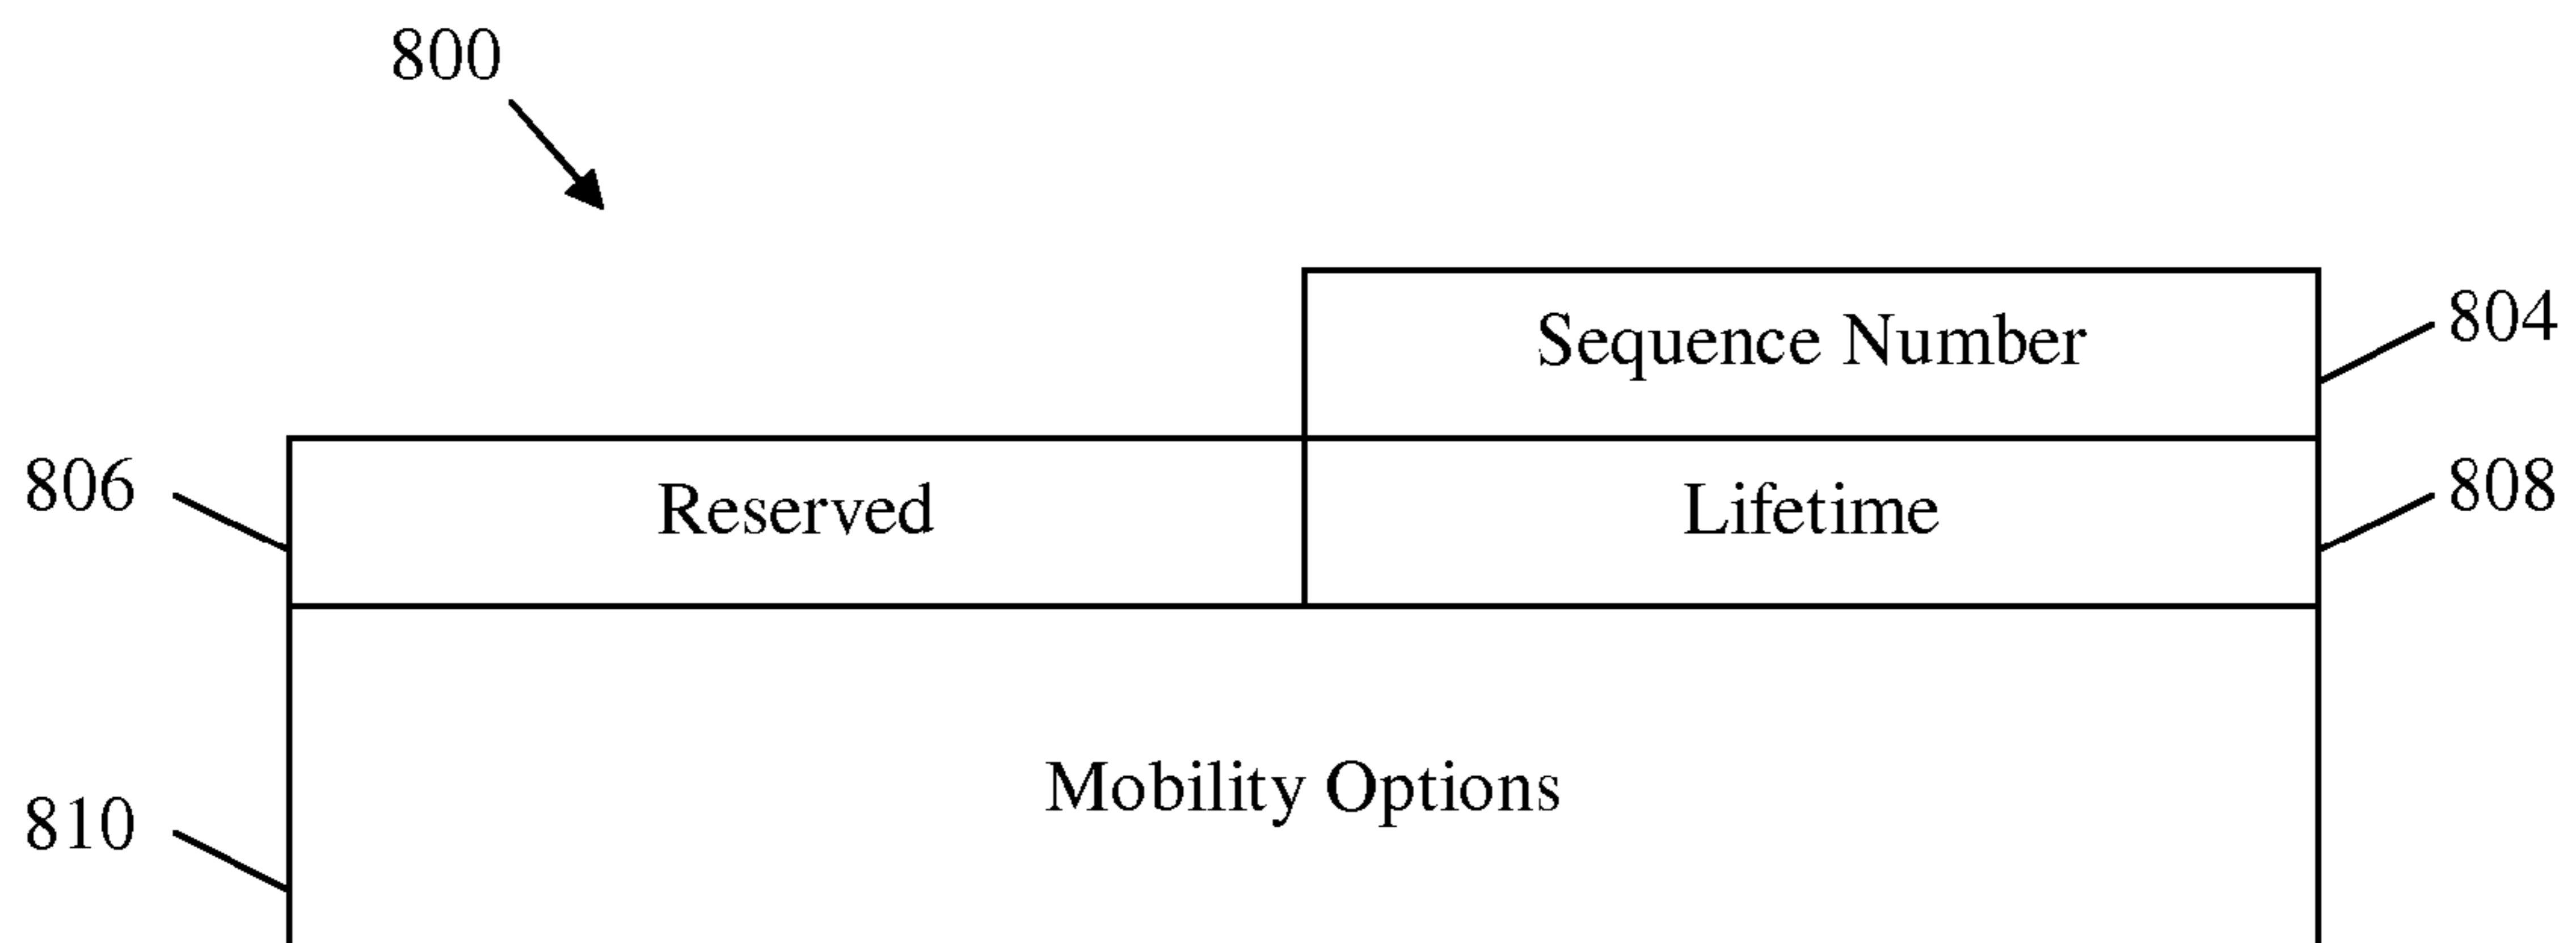 800
Sequence Number
804
806
Reserved
Lifetime
808
Mobility Options
810